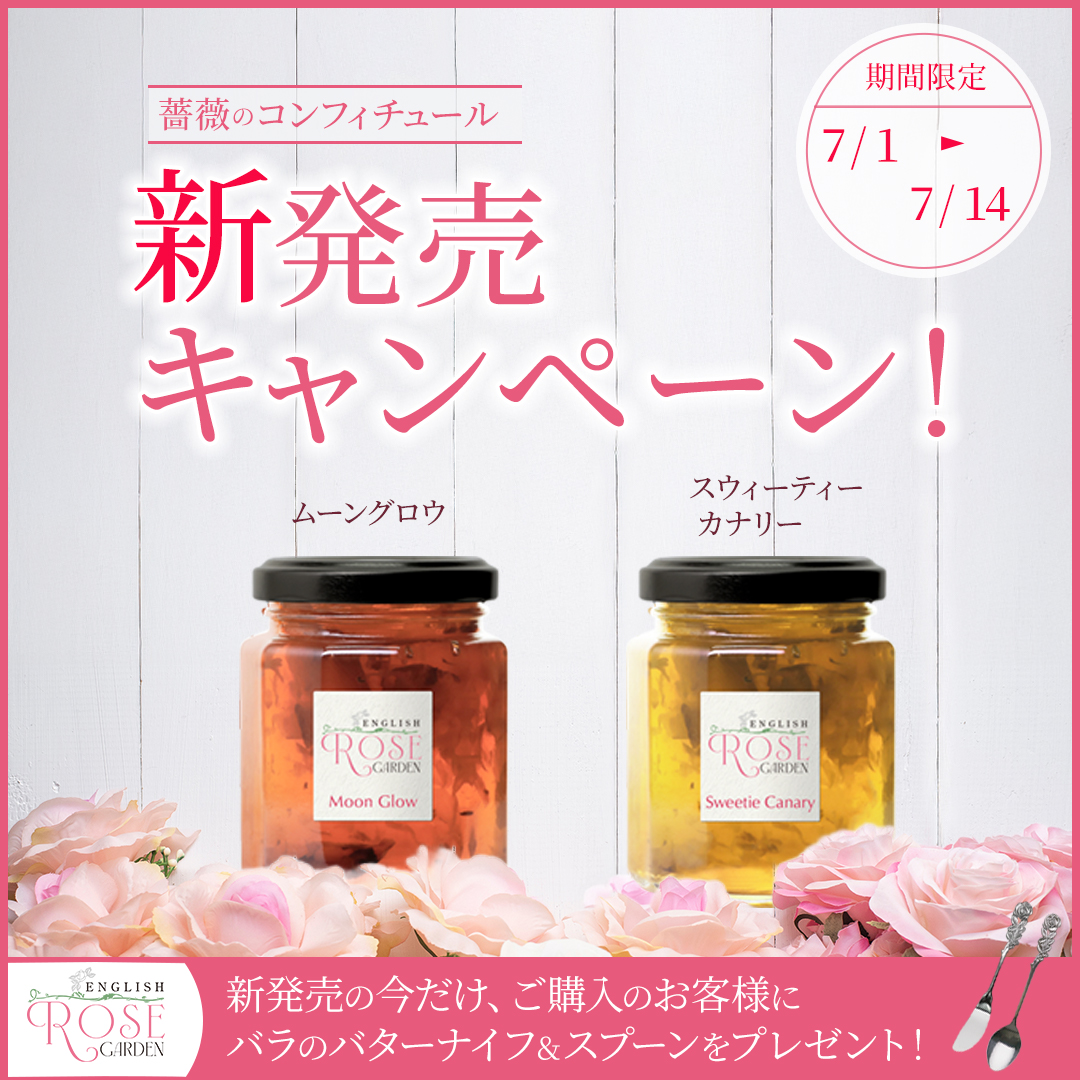 薔薇のコンフィチュール
期間限定
7/1 ►
7/14
新発売
キャンペーン!
ムーングロウ
スウィーティー
カナリー
ENGLISH
ROSE
GARDEN
Moon Glow
ENGLISH
ROSE
GARDEN
Sweetie Canary
ENGLISH
ROSE
GARDEN
新発売の今だけ、ご購入のお客様に
バラのバターナイフ&スプーンをプレゼント!